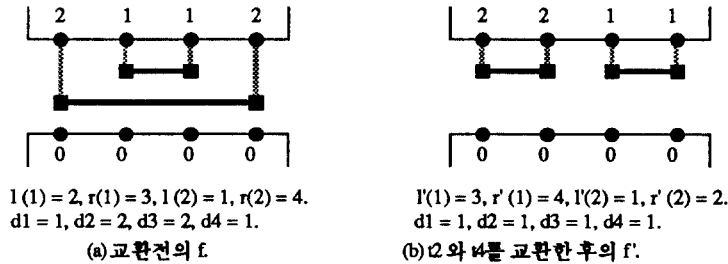 2 1 1 2
0 0 0 0
l (1) = 2, r(1) = 3, l (2) = 1, r(2) = 4.
d1 = 1, d2 = 2, d3 = 2, d4 = 1.
(a) 교환전의 f.
2 2 1 1
0 0 0 0
l'(1) = 3, r' (1) = 4, l'(2) = 1, r' (2) = 2.
d1 = 1, d2 = 1, d3 = 1, d4 = 1.
(b) t2 와 t4를 교환한 후의 f'.